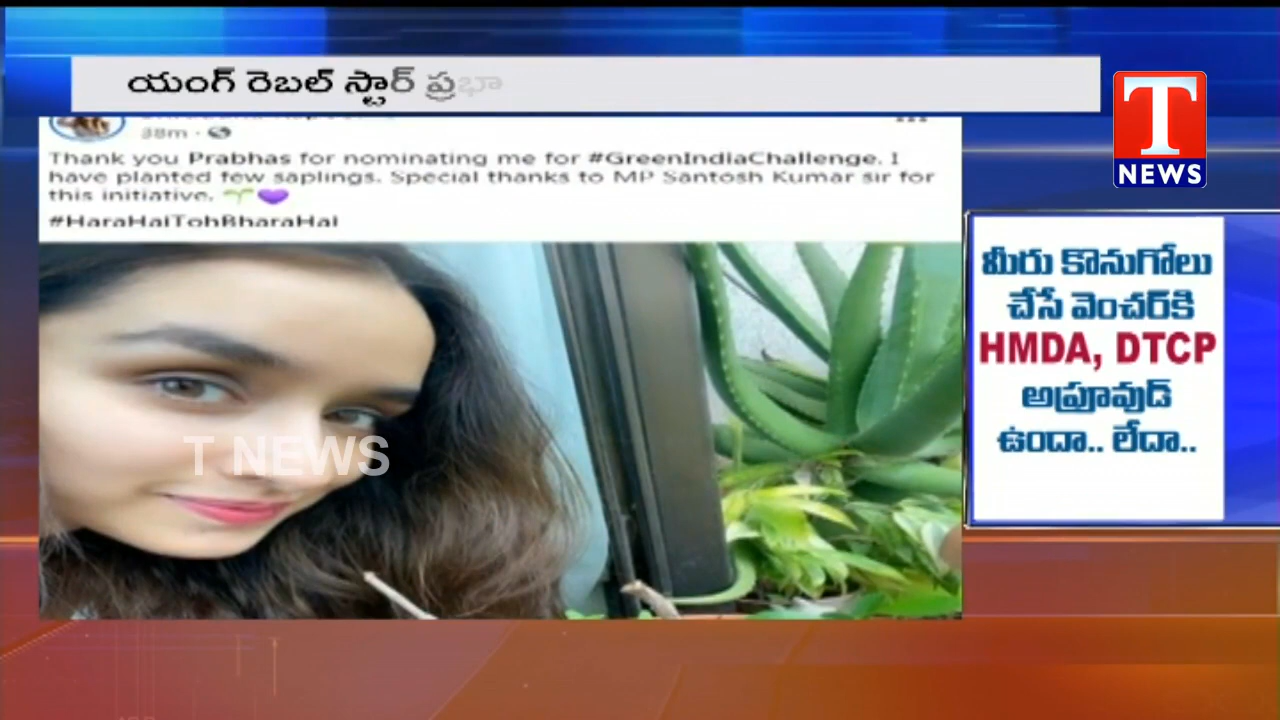 యంగ్ రెబల్ స్టార్ ప్రభా
38m
Thank you Prabhas for nominating me for #GreenIndiaChallenge. I
have planted few saplings. Special thanks to MP Santosh Kumar sir for
this initiative. 🌱💜
#HaraHaiTohBharaHai
T NEWS
T
NEWS
మీరు కొనుగోలు
చేసే వెంచర్‌కి
HMDA, DTCP
అప్రూవుడ్
ఉందా.. లేదా..